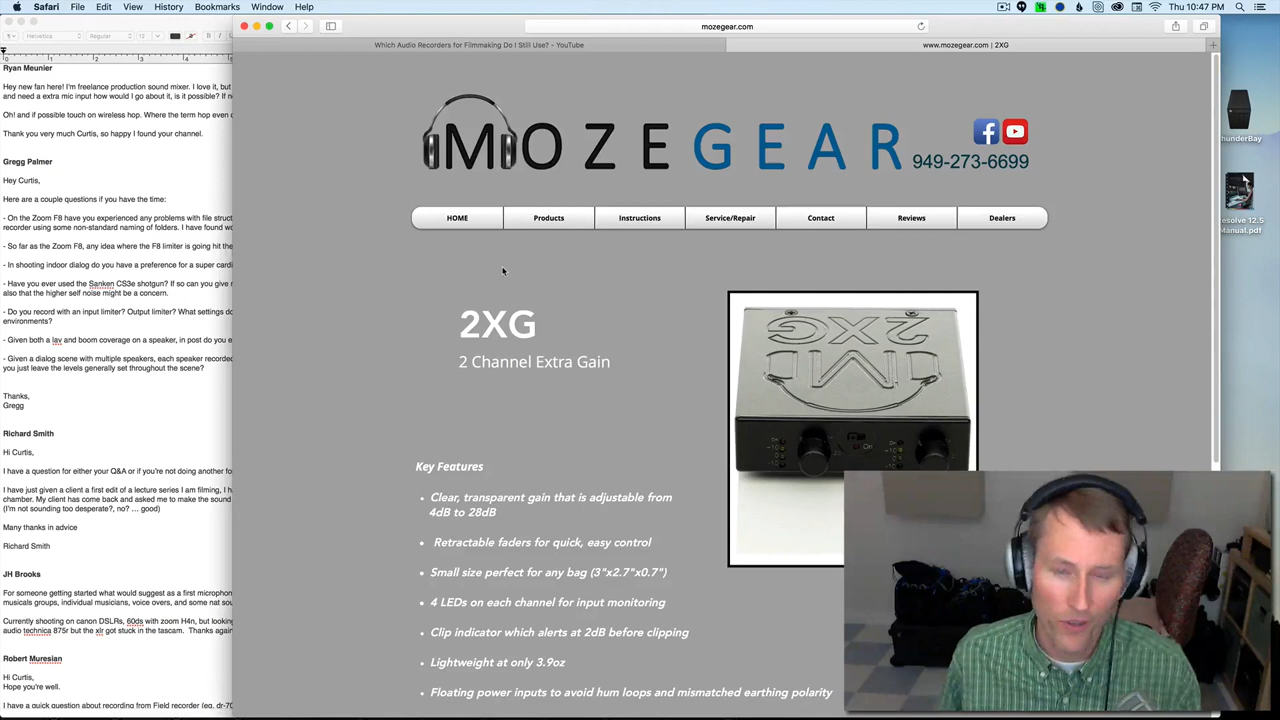 Safari File Edit View History Bookmarks Window Help
Thu 10:47 PM
mozegear.com
Which Audio Recorders for Filmmaking Do I Still Use? - YouTube
www.mozegear.com | 2XG
Helvetica Regular 12 B I
0 1 2 3 4
Ryan Meunier
Hey new fan here! I'm freelance production sound mixer. I love it, but
and need a extra mic input how would I go about it, is it possible? If n
Oh! and if possible touch on wireless hop. Where the term hop even c
Thank you very much Curtis, so happy I found your channel.
Gregg Palmer
Hey Curtis,
Here are a couple questions if you have the time:
- On the Zoom F8 have you experienced any problems with file struct
recorder using some non-standard naming of folders. I have found wo
- So far as the Zoom F8, any idea where the F8 limiter is going hit the
- In shooting indoor dialog do you have a preference for a super cardi
- Have you ever used the Sanken CS3e shotgun? If so can you give r
also that the higher self noise might be a concern.
- Do you record with an input limiter? Output limiter? What settings do
environments?
- Given both a lav and boom coverage on a speaker, in post do you e
- Given a dialog scene with multiple speakers, each speaker recorded
you just leave the levels generally set throughout the scene?
Thanks,
Gregg
Richard Smith
Hi Curtis,
I have a question for either your Q&A or if you're not doing another fo
I have just given a client a first edit of a lecture series I am filming, I h
chamber. My client has come back and asked me to make the sound
(I'm not sounding too desperate?, no? ... good)
Many thanks in advice
Richard Smith
JH Brooks
For someone getting started what would suggest as a first microphon
musicals groups, individual musicians, voice overs, and some nat sou
Currently shooting on canon DSLRs, 60ds with zoom H4n, but looking
audio technica 875r but the xlr got stuck in the tascam. Thanks again
Robert Muresian
Hi Curtis,
Hope you're well.
I have a quick question about recording from Field recorder (eg. dr-70
MOZEGEAR
949-273-6699
HOME Products Instructions Service/Repair Contact Reviews Dealers
2XG
2 Channel Extra Gain
2XG
Key Features
• Clear, transparent gain that is adjustable from
4dB to 28dB
• Retractable faders for quick, easy control
• Small size perfect for any bag (3"x2.7"x0.7")
• 4 LEDs on each channel for input monitoring
• Clip indicator which alerts at 2dB before clipping
• Lightweight at only 3.9oz
• Floating power inputs to avoid hum loops and mismatched earthing polarity
hunderBay
esolve 12.5
Manual.pdf